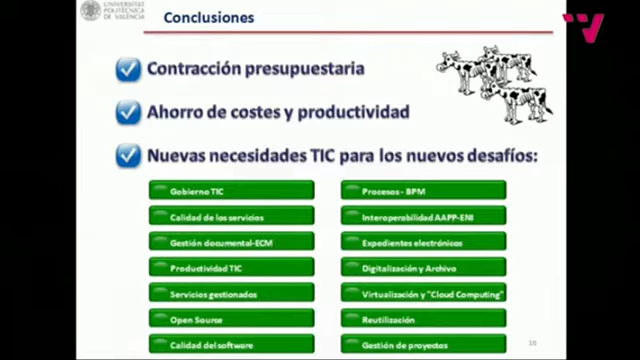 UNIVERSITAT
POLITÈCNICA
DE VALÈNCIA
Conclusiones
Contracción presupuestaria
Ahorro de costes y productividad
Nuevas necesidades TIC para los nuevos desafíos:
Gobierno TIC
Procesos - BPM
Calidad de los servicios
Interoperabilidad AAPP-ENI
Gestión documental-ECM
Expedientes electrónicos
Productividad TIC
Digitalización y Archivo
Servicios gestionados
Virtualización y "Cloud Computing"
Open Source
Reutilización
Calidad del software
Gestión de proyectos